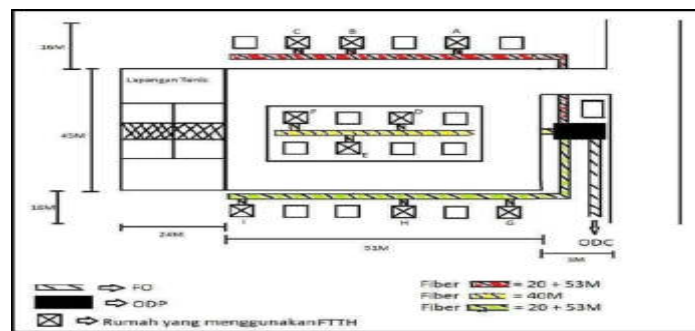 C B A
16M
Lapangan Tenis
F D
45M
E
16M
I H G
24M
51M
ODC
3M
FO
ODP
Rumah yang menggunakan FTTH
Fiber = 20 + 53M
Fiber = 40M
Fiber = 20 + 53M